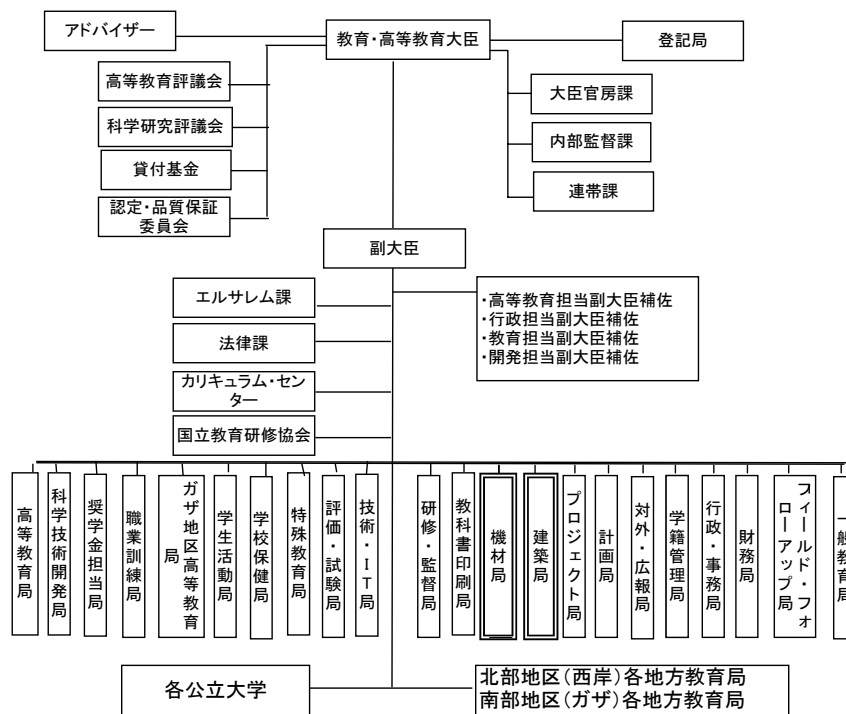 アドバイザー
教育・高等教育大臣
登記局
高等教育評議会
科学研究評議会
貸付基金
認定・品質保証
委員会
大臣官房課
内部監督課
連帯課
副大臣
エルサレム課
法律課
カリキュラム・セン
ター
国立教育研修協会
・高等教育担当副大臣補佐
・行政担当副大臣補佐
・教育担当副大臣補佐
・開発担当副大臣補佐
高等教育局
科学技術開発局
奨学金担当局
職業訓練局
ガザ地区高等教育
局
学生活動局
学校保健局
特殊教育局
評価・試験局
技術・IT局
研修・監督局
教科書印刷局
機材局
建築局
プロジェクト局
計画局
対外・広報局
学籍管理局
行政・事務局
財務局
フィールド・フォ
ローアップ局
一般教育局
各公立大学
北部地区(西岸)各地方教育局
南部地区(ガザ)各地方教育局